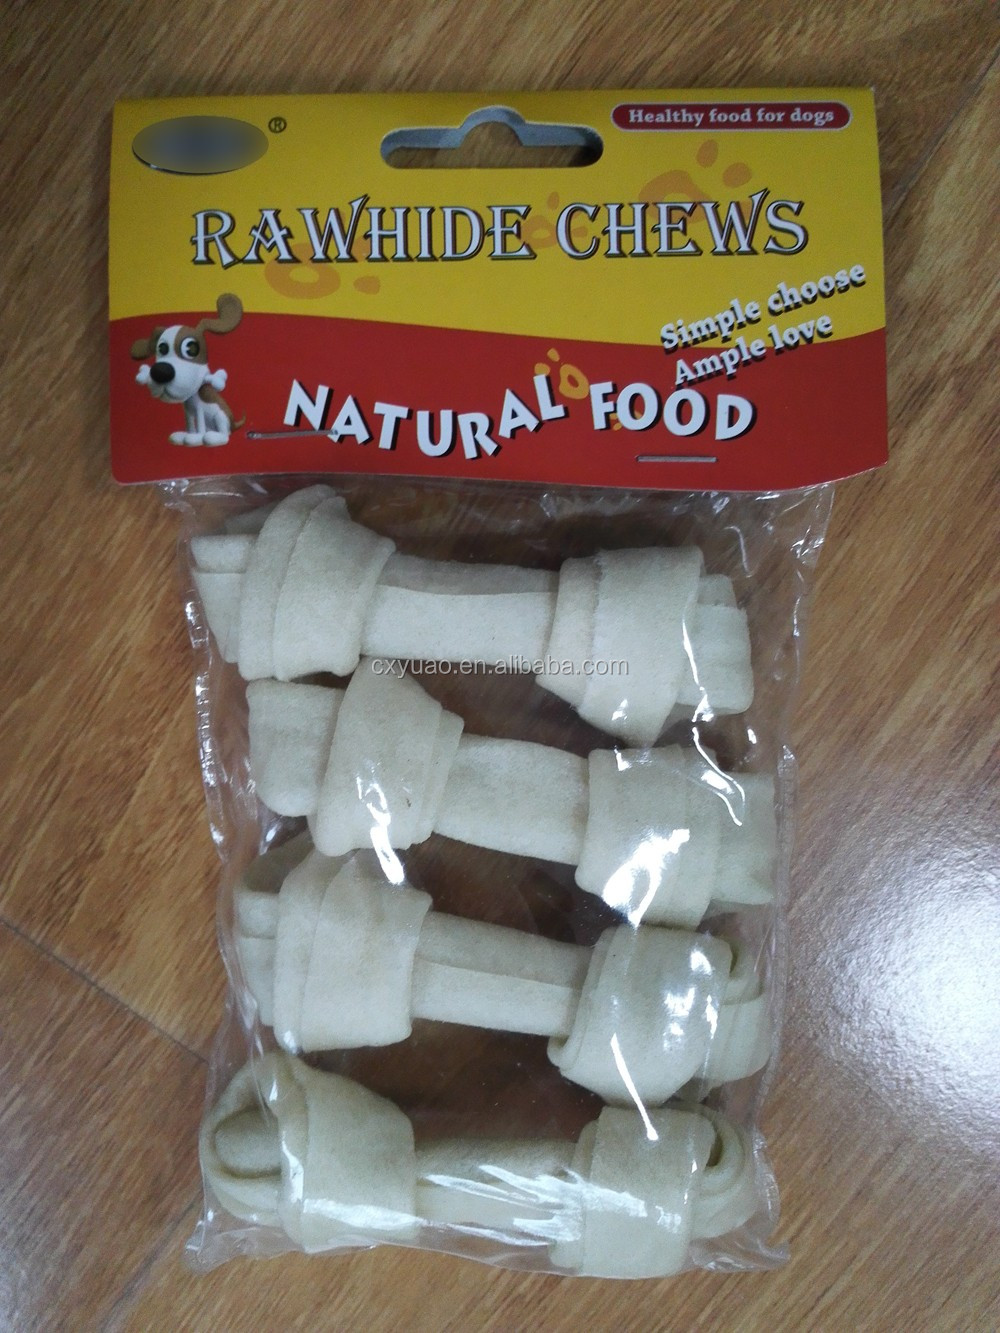 ®
Healthy food for dogs
RAWHIDE CHEWS
Simple choose
Ample love
NATURAL FOOD
cxyuao.en.alibaba.com